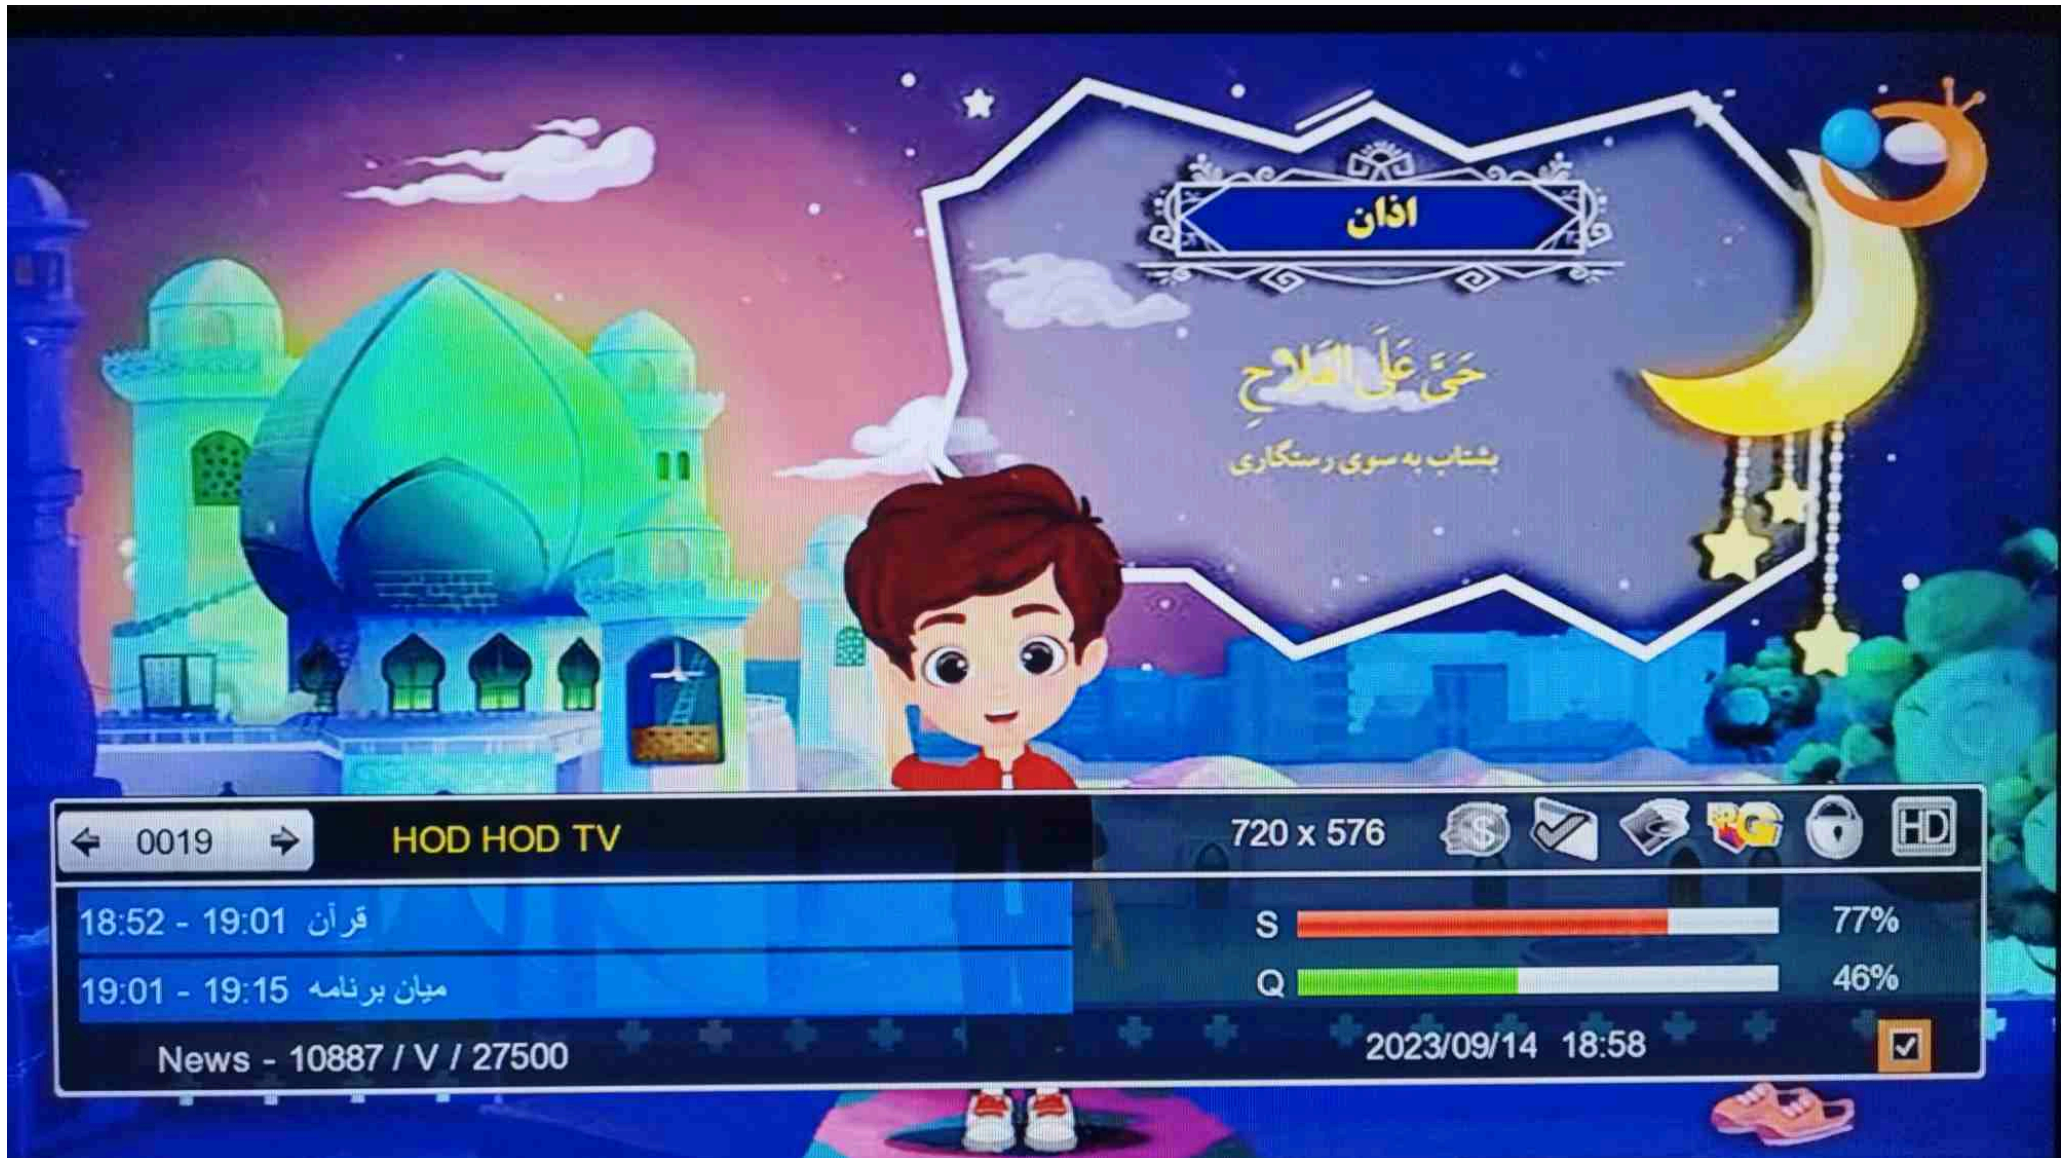 اذان
حَیَّ عَلَی الفَلاحِ
بشتاب به سوی رستگاری
0019 HOD HOD TV 720 x 576 $ EPG HD
18:52 - 19:01 قرآن S 77%
19:01 - 19:15 میان برنامه Q 46%
News - 10887 / V / 27500 2023/09/14 18:58